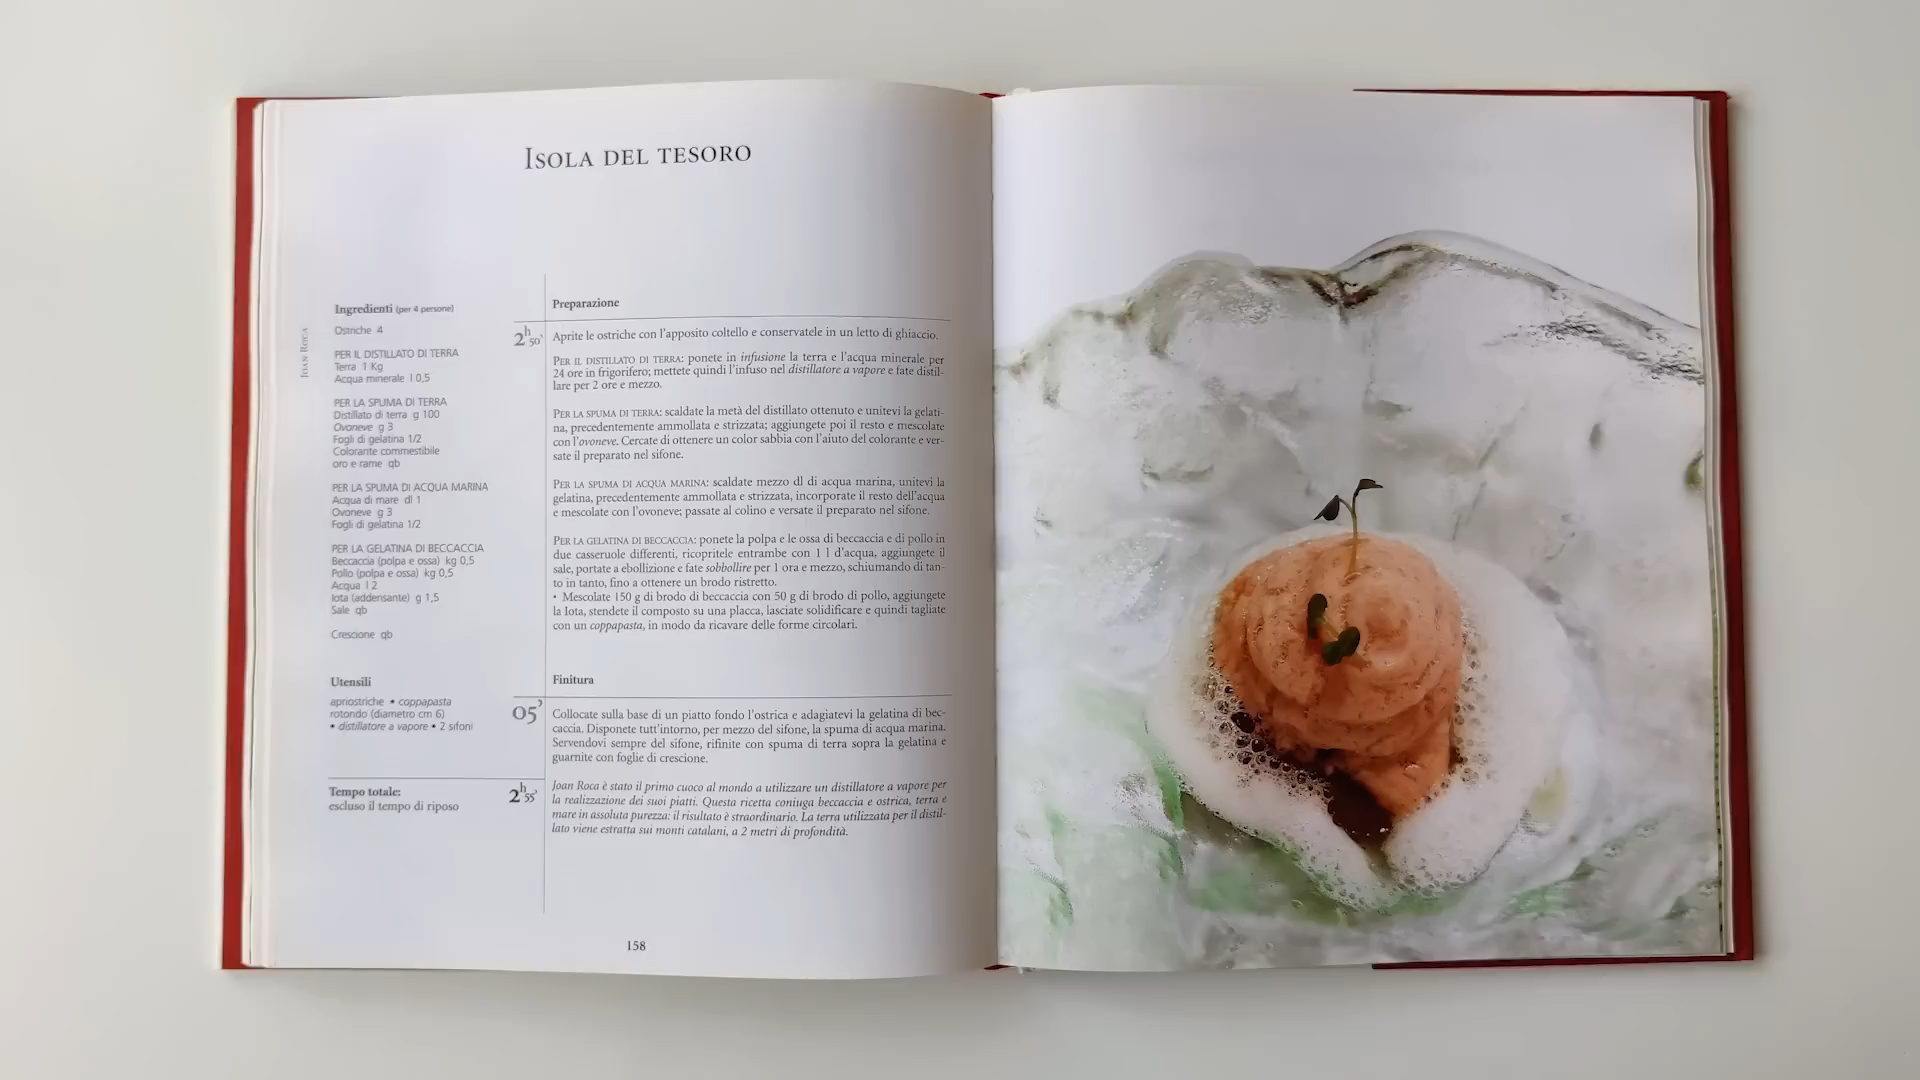 Isola del tesoro
Joan Roca
Ingredienti (per 4 persone)
Ostriche 4
PER IL DISTILLATO DI TERRA
Terra 1 Kg
Acqua minerale l 0,5
PER LA SPUMA DI TERRA
Distillato di terra g 100
Ovoneve g 3
Fogli di gelatina 1/2
Colorante commestibile
oro e rame qb
PER LA SPUMA DI ACQUA MARINA
Acqua di mare dl 1
Ovoneve g 3
Fogli di gelatina 1/2
PER LA GELATINA DI BECCACCIA
Beccaccia (polpa e ossa) kg 0,5
Pollo (polpa e ossa) kg 0,5
Acqua l 2
Iota (addensante) g 1,5
Sale qb
Crescione qb
Utensili
apriostriche • coppapasta
rotondo (diametro cm 6)
• distillatore a vapore • 2 sifoni
Tempo totale:
escluso il tempo di riposo
2h55'
Preparazione
2h50'
Aprite le ostriche con l'apposito coltello e conservatele in un letto di ghiaccio.
Per il distillato di terra: ponete in infusione la terra e l'acqua minerale per
24 ore in frigorifero; mettete quindi l'infuso nel distillatore a vapore e fate distil-
lare per 2 ore e mezzo.
Per la spuma di terra: scaldate la metà del distillato ottenuto e unitevi la gelati-
na, precedentemente ammollata e strizzata; aggiungete poi il resto e mescolate
con l'ovoneve. Cercate di ottenere un color sabbia con l'aiuto del colorante e ver-
sate il preparato nel sifone.
Per la spuma di acqua marina: scaldate mezzo dl di acqua marina, unitevi la
gelatina, precedentemente ammollata e strizzata, incorporate il resto dell'acqua
e mescolate con l'ovoneve; passate al colino e versate il preparato nel sifone.
Per la gelatina di beccaccia: ponete la polpa e le ossa di beccaccia e di pollo in
due casseruole differenti, ricopritele entrambe con 1 l d'acqua, aggiungete il
sale, portate a ebollizione e fate sobbollire per 1 ora e mezzo, schiumando di tan-
to in tanto, fino a ottenere un brodo ristretto.
• Mescolate 150 g di brodo di beccaccia con 50 g di brodo di pollo, aggiungete
la Iota, stendete il composto su una placca, lasciate solidificare e quindi tagliate
con un coppapasta, in modo da ricavare delle forme circolari.
Finitura
05'
Collocate sulla base di un piatto fondo l'ostrica e adagiatevi la gelatina di bec-
caccia. Disponete tutt'intorno, per mezzo del sifone, la spuma di acqua marina.
Servendovi sempre del sifone, rifinite con spuma di terra sopra la gelatina e
guarnite con foglie di crescione.
Joan Roca è stato il primo cuoco al mondo a utilizzare un distillatore a vapore per
la realizzazione dei suoi piatti. Questa ricetta coniuga beccaccia e ostrica, terra e
mare in assoluta purezza: il risultato è straordinario. La terra utilizzata per il distil-
lato viene estratta sui monti catalani, a 2 metri di profondità.
158